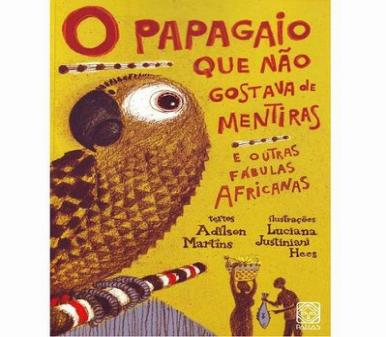 O PAPAGAIO
QUE NÃO
GOSTAVA de
MENTIRAS
E OUTRAS
FÁBULAS
AFRICANAS
textos
Adilson
Martins
ilustrações
Luciana
Justiniani
Hees
PALLAS